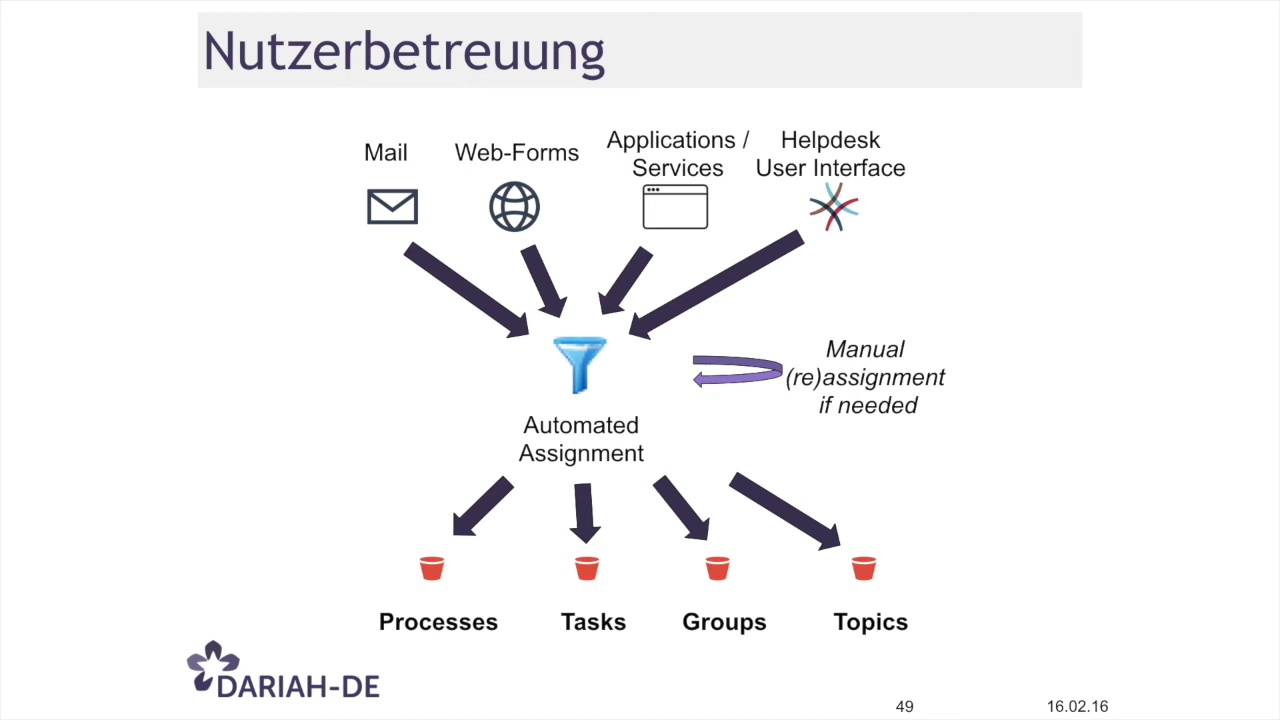 Nutzerbetreuung
Mail
Web-Forms
Applications /
Services
Helpdesk
User Interface
Manual
(re)assignment
if needed
Automated
Assignment
Processes
Tasks
Groups
Topics
DARIAH-DE
49
16.02.16